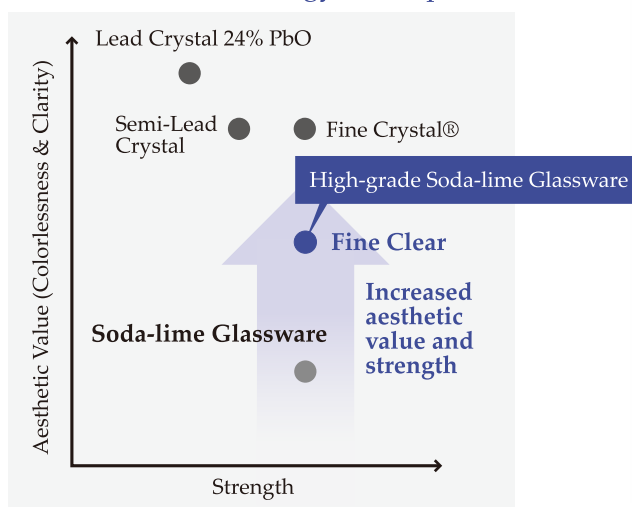 Lead Crystal 24% PbO
Semi-Lead
Crystal
Fine Crystal®
High-grade Soda-lime Glassware
Fine Clear
Increased
aesthetic
value and
strength
Soda-lime Glassware
Aesthetic Value (Colorlessness & Clarity)
Strength